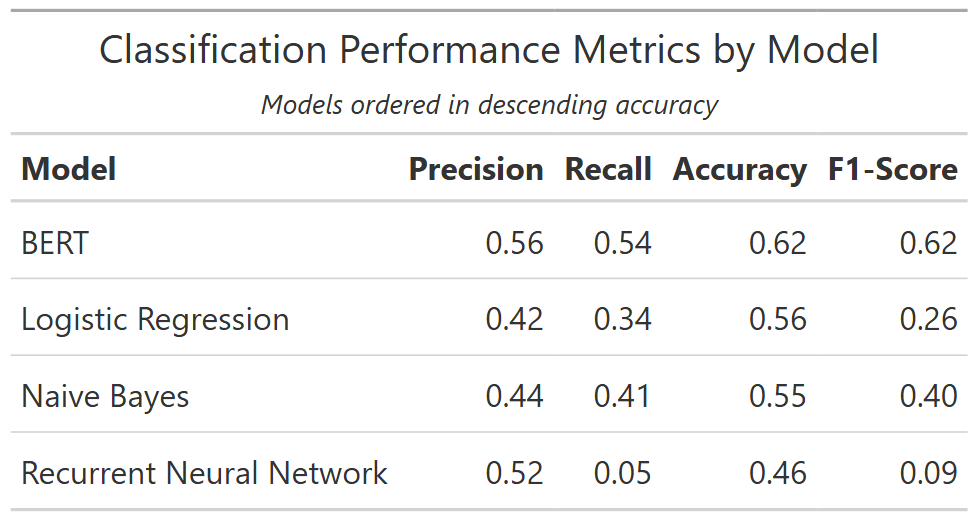 Classification Performance Metrics by Model
Models ordered in descending accuracy
Model Precision Recall Accuracy F1-Score
BERT 0.56 0.54 0.62 0.62
Logistic Regression 0.42 0.34 0.56 0.26
Naive Bayes 0.44 0.41 0.55 0.40
Recurrent Neural Network 0.52 0.05 0.46 0.09